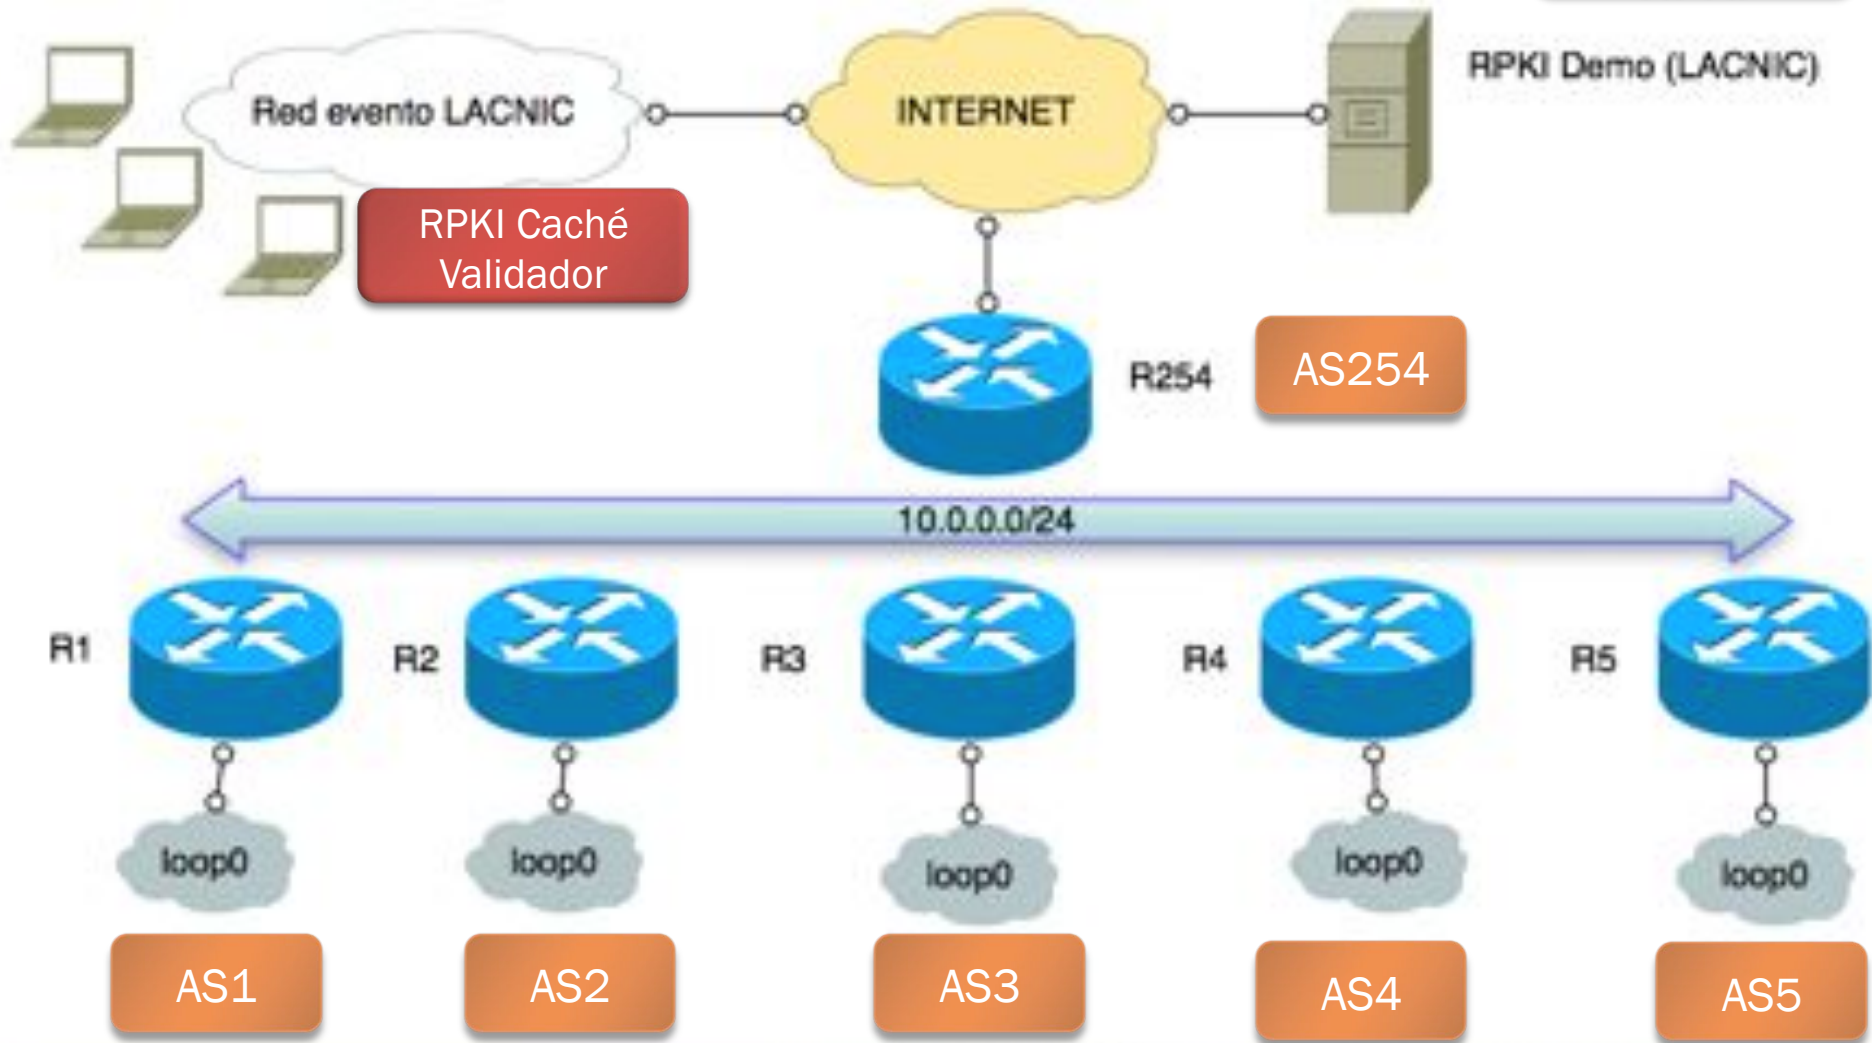 RPKI Demo (LACNIC)
Red evento LACNIC
INTERNET
RPKI Caché
Validador
R254
AS254
10.0.0.0/24
R1
R2
R3
R4
R5
loop0
loop0
loop0
loop0
loop0
AS1
AS2
AS3
AS4
AS5